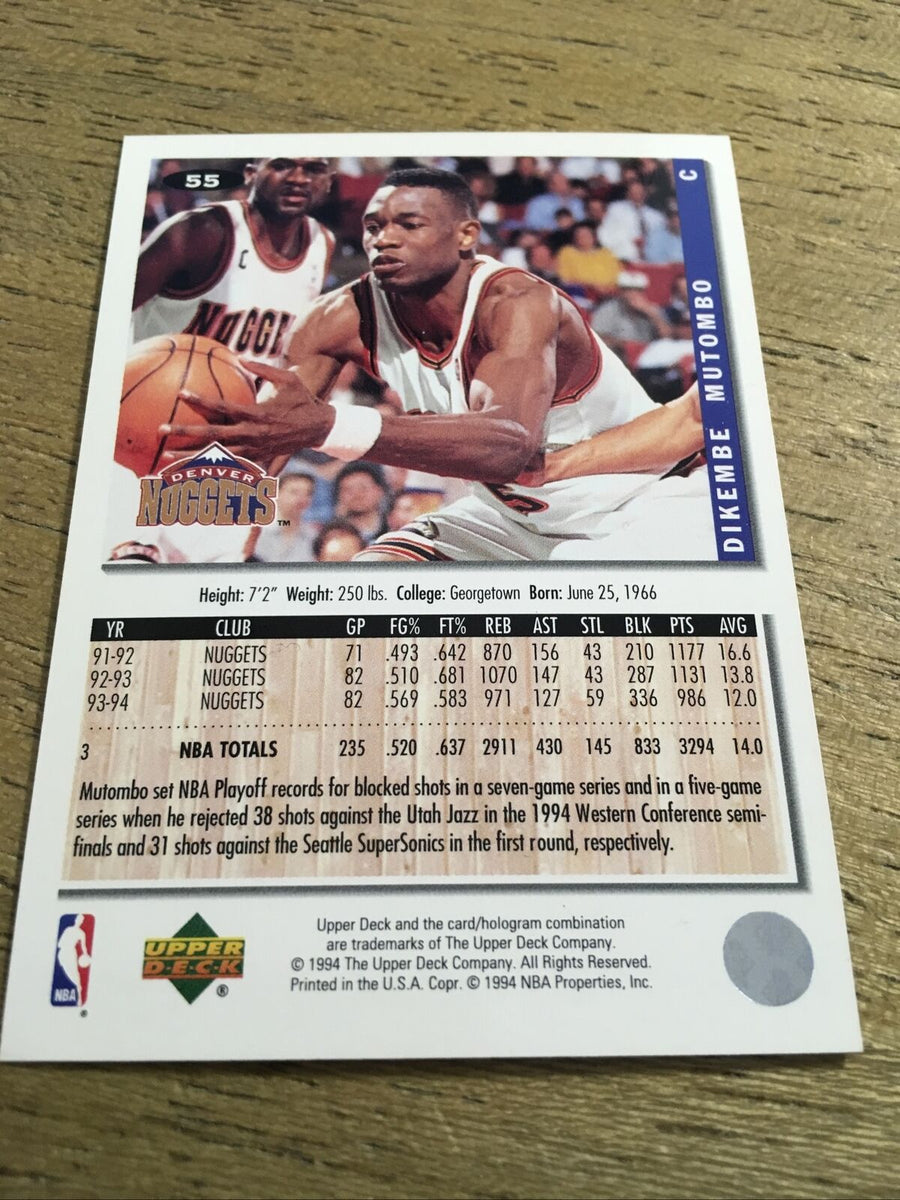 55
C
NUGGE
DIKEMBE MUTOMBO
C
DENVER
NUGGETS™
5
Height: 7'2" Weight: 250 lbs. College: Georgetown Born: June 25, 1966
YR CLUB GP FG% FT% REB AST STL BLK PTS AVG
91-92 NUGGETS 71 .493 .642 870 156 43 210 1177 16.6
92-93 NUGGETS 82 .510 .681 1070 147 43 287 1131 13.8
93-94 NUGGETS 82 .569 .583 971 127 59 336 986 12.0
3 NBA TOTALS 235 .520 .637 2911 430 145 833 3294 14.0
Mutombo set NBA Playoff records for blocked shots in a seven-game series and in a five-game
series when he rejected 38 shots against the Utah Jazz in the 1994 Western Conference semi-
finals and 31 shots against the Seattle SuperSonics in the first round, respectively.
NBA
®
UPPER
DECK
®
Upper Deck and the card/hologram combination
are trademarks of The Upper Deck Company.
© 1994 The Upper Deck Company. All Rights Reserved.
Printed in the U.S.A. Copr. © 1994 NBA Properties, Inc.